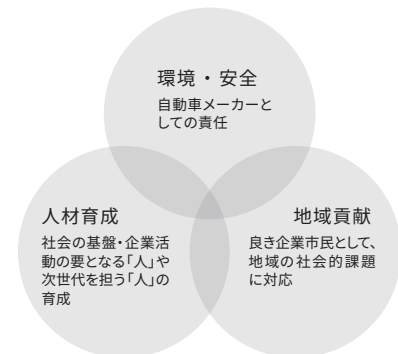 環境・安全
自動車メーカーと
しての責任
人材育成
社会の基盤・企業活
動の要となる「人」や
次世代を担う「人」の
育成
地域貢献
良き企業市民として、
地域の社会的課題
に対応